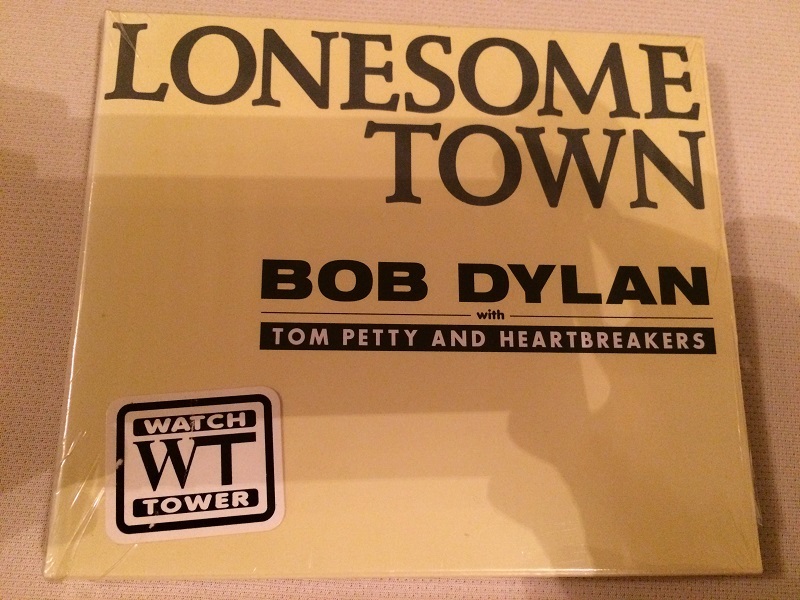 LONESOME
TOWN
BOB DYLAN
with
TOM PETTY AND HEARTBREAKERS
WATCH
WT
TOWER